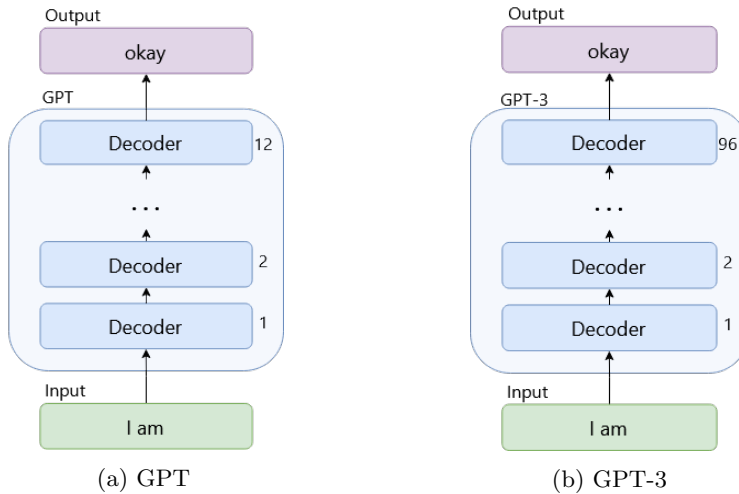 Output
okay
GPT
Decoder
12
...
Decoder
2
Decoder
1
Input
I am
(a) GPT
Output
okay
GPT-3
Decoder
96
...
Decoder
2
Decoder
1
Input
I am
(b) GPT-3